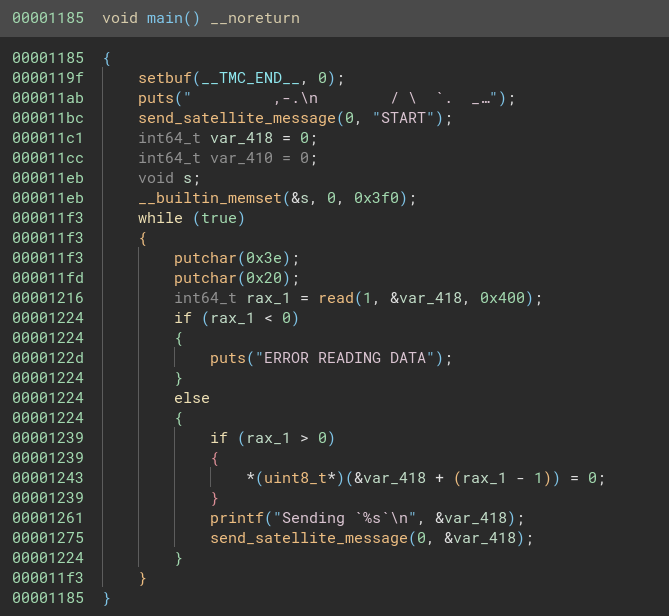 00001185 void main() __noreturn
00001185 {
0000119f setbuf(__TMC_END__, 0);
000011ab puts("         ,-.\n        / \  `.  _…");
000011bc send_satellite_message(0, "START");
000011c1 int64_t var_418 = 0;
000011cc int64_t var_410 = 0;
000011eb void s;
000011eb __builtin_memset(&s, 0, 0x3f0);
000011f3 while (true)
000011f3 {
000011f3 putchar(0x3e);
000011fd putchar(0x20);
00001216 int64_t rax_1 = read(1, &var_418, 0x400);
00001224 if (rax_1 < 0)
00001224 {
0000122d puts("ERROR READING DATA");
00001224 }
00001224 else
00001224 {
00001239 if (rax_1 > 0)
00001239 {
00001243 *(uint8_t*)(&var_418 + (rax_1 - 1)) = 0;
00001239 }
00001261 printf("Sending `%s`\n", &var_418);
00001275 send_satellite_message(0, &var_418);
00001224 }
000011f3 }
00001185 }